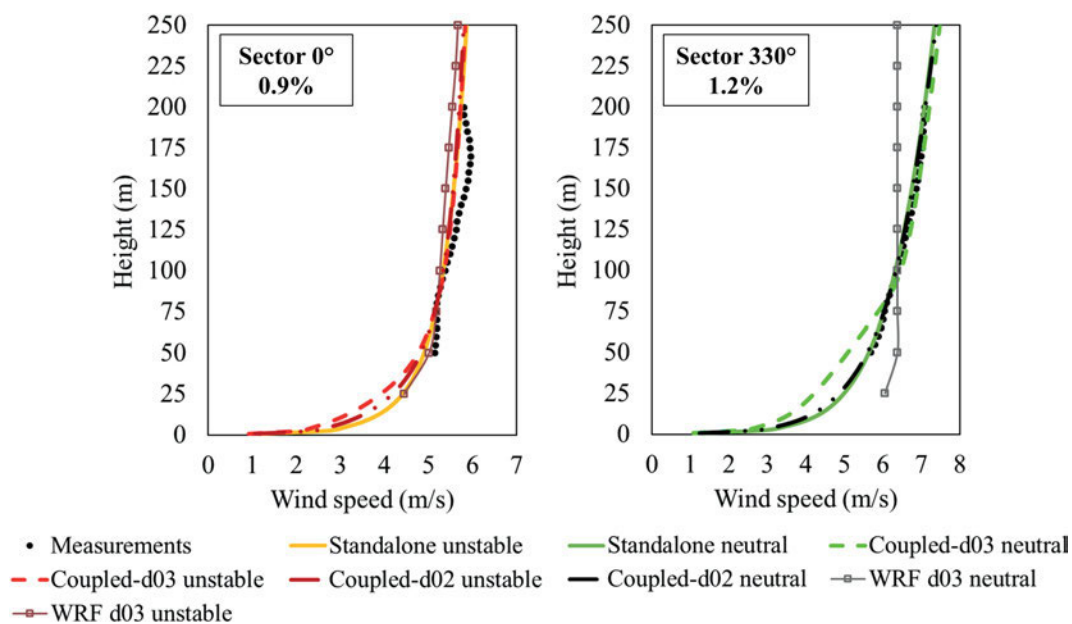 250
225
200
175
150
125
100
75
50
25
0
Height (m)
Sector 0°
0.9%
0 1 2 3 4 5 6 7
Wind speed (m/s)
250
225
200
175
150
125
100
75
50
25
0
Height (m)
Sector 330°
1.2%
0 1 2 3 4 5 6 7 8
Wind speed (m/s)
Measurements Standalone unstable Standalone neutral Coupled-d03 neutral
Coupled-d03 unstable Coupled-d02 unstable Coupled-d02 neutral WRF d03 neutral
WRF d03 unstable